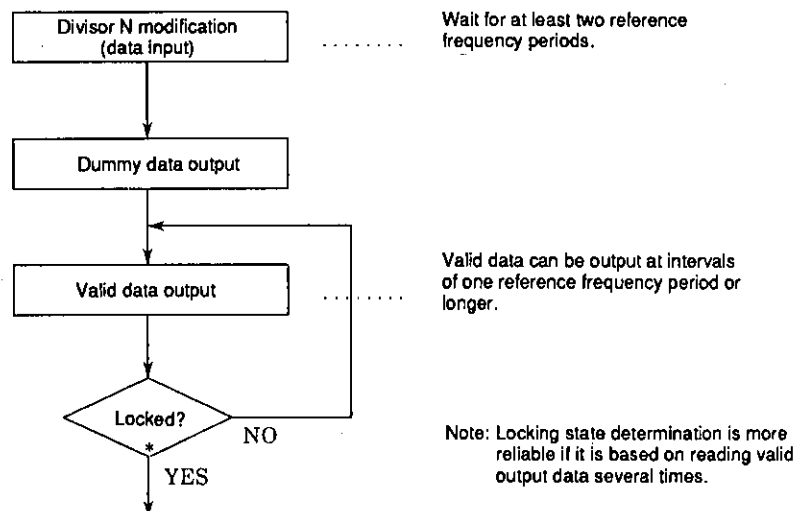 Divisor N modification
(data input)
. . . . . . .
Wait for at least two reference
frequency periods.
Dummy data output
Valid data output
. . . . . . .
Valid data can be output at intervals
of one reference frequency period or
longer.
Locked?
*
NO
YES
Note: Locking state determination is more
reliable if it is based on reading valid
output data several times.